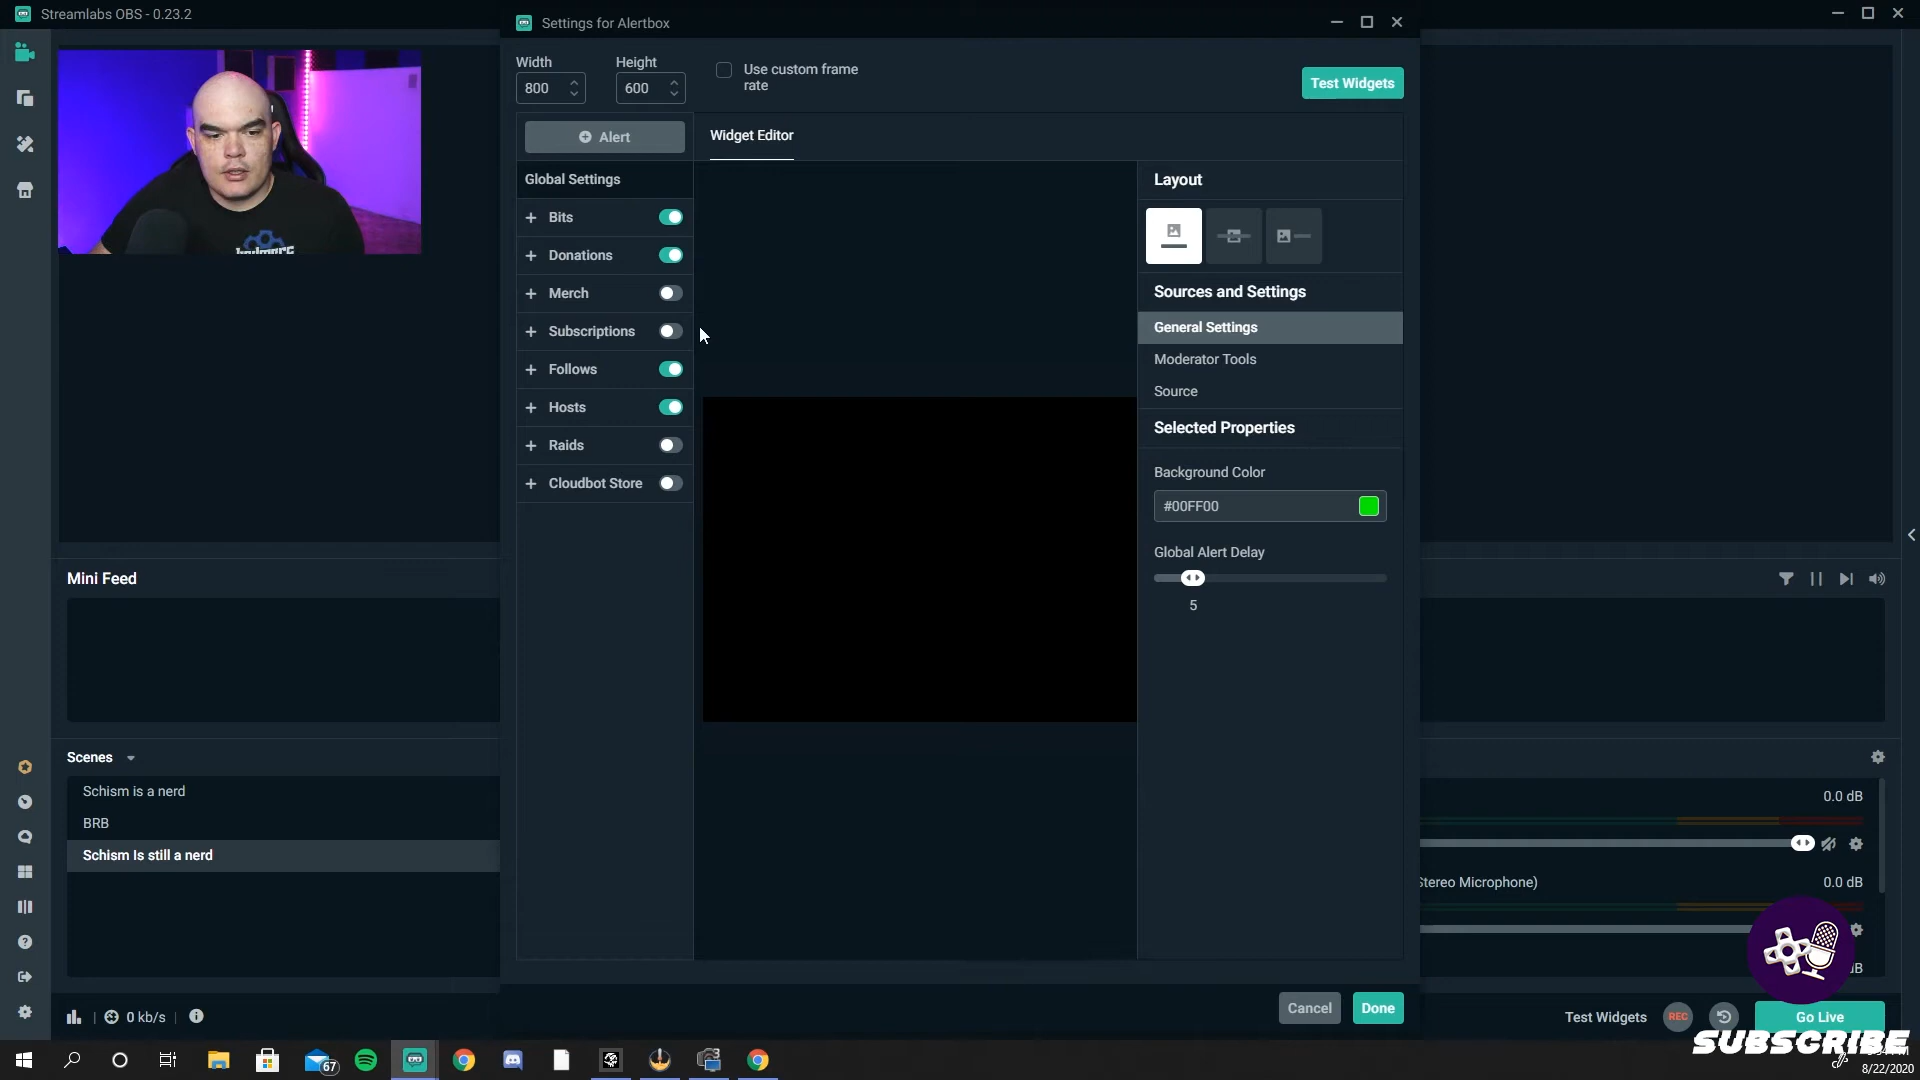 Streamlabs OBS - 0.23.2
Settings for Alertbox
Width
Height
800
600
Use custom frame
rate
Test Widgets
Alert
Widget Editor
Global Settings
Bits
Donations
Merch
Subscriptions
Follows
Hosts
Raids
Cloudbot Store
Layout
Sources and Settings
General Settings
Moderator Tools
Source
Selected Properties
Background Color
#00FF00
Global Alert Delay
5
Mini Feed
Scenes
Schism is a nerd
BRB
Schism Is still a nerd
0.0 dB
Stereo Microphone)
0.0 dB
dB
Cancel
Done
0 kb/s
Test Widgets
REC
Go Live
SUBSCRIBE
67
8/22/2020